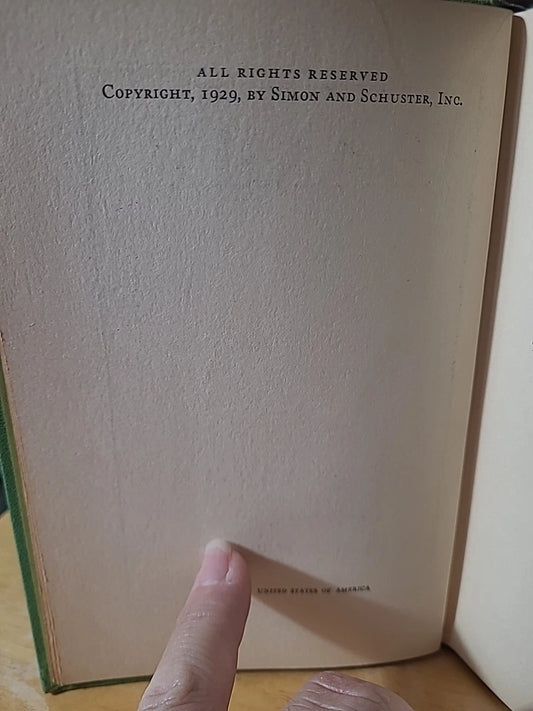 ALL RIGHTS RESERVED
COPYRIGHT, 1929, BY SIMON AND SCHUSTER, INC.
UNITED STATES OF AMERICA